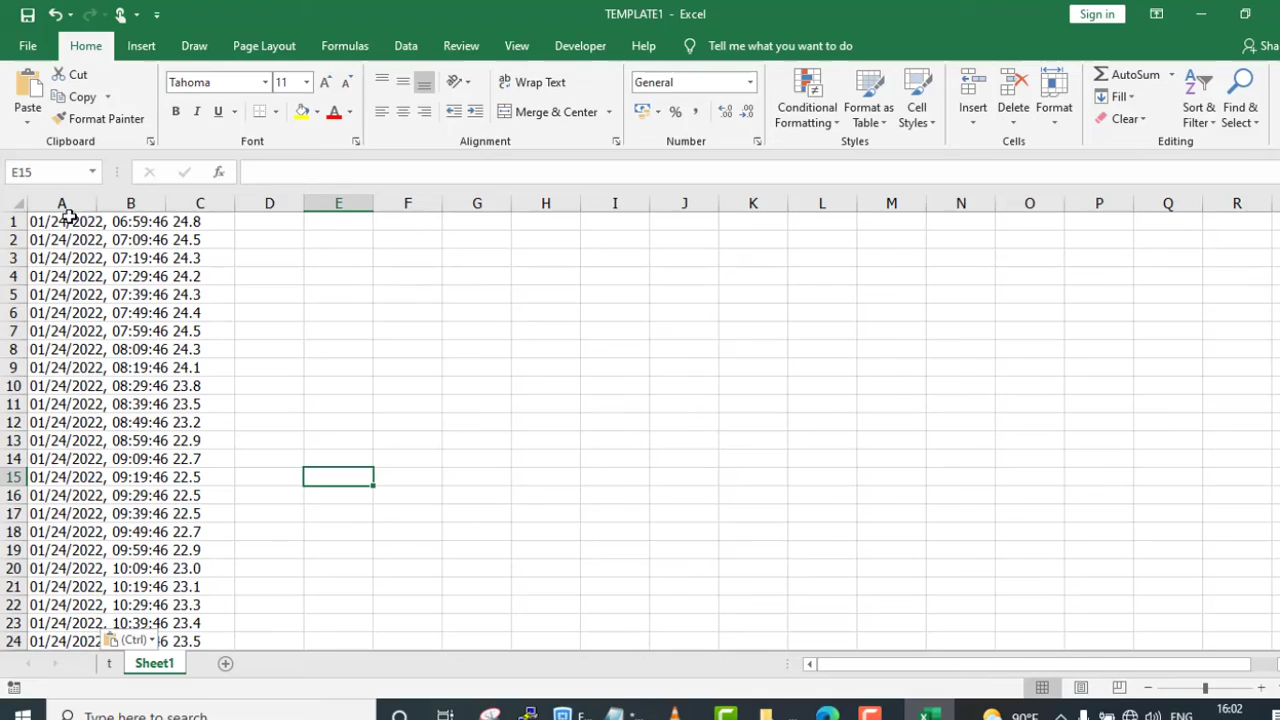 TEMPLATE1 - Excel
Sign in
File Home Insert Draw Page Layout Formulas Data Review View Developer Help Tell me what you want to do Sha
Paste
Cut
Copy
Format Painter
Clipboard
Tahoma 11
B I U
Font
Wrap Text
Merge & Center
Alignment
General
Number
Conditional Formatting
Format as Table
Cell Styles
Styles
Insert Delete Format
Cells
AutoSum
Fill
Clear
Sort & Filter
Find & Select
Editing
E15
A B C D E F G H I J K L M N O P Q R
1 01/24/2022, 06:59:46 24.8
2 01/24/2022, 07:09:46 24.5
3 01/24/2022, 07:19:46 24.3
4 01/24/2022, 07:29:46 24.2
5 01/24/2022, 07:39:46 24.3
6 01/24/2022, 07:49:46 24.4
7 01/24/2022, 07:59:46 24.5
8 01/24/2022, 08:09:46 24.3
9 01/24/2022, 08:19:46 24.1
10 01/24/2022, 08:29:46 23.8
11 01/24/2022, 08:39:46 23.5
12 01/24/2022, 08:49:46 23.2
13 01/24/2022, 08:59:46 22.9
14 01/24/2022, 09:09:46 22.7
15 01/24/2022, 09:19:46 22.5
16 01/24/2022, 09:29:46 22.5
17 01/24/2022, 09:39:46 22.5
18 01/24/2022, 09:49:46 22.7
19 01/24/2022, 09:59:46 22.9
20 01/24/2022, 10:09:46 23.0
21 01/24/2022, 10:19:46 23.1
22 01/24/2022, 10:29:46 23.3
23 01/24/2022, 10:39:46 23.4
24 01/24/2022 (Ctrl) 6 23.5
t Sheet1
Type here to search
90°F
ENG
16:02